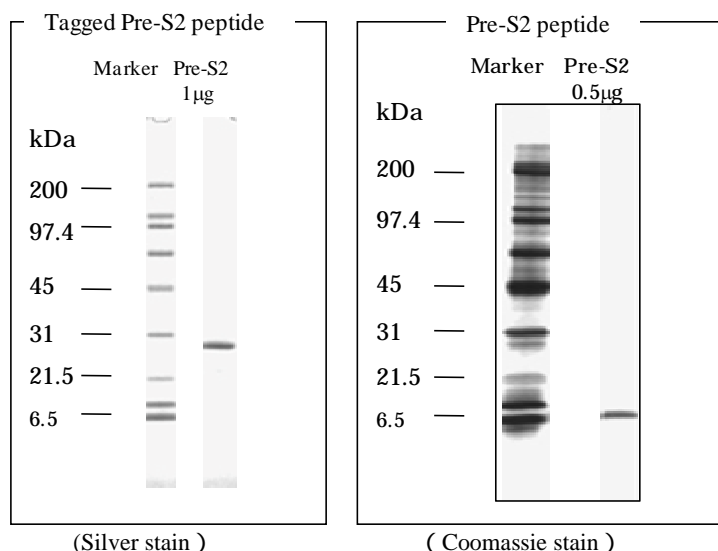 Tagged Pre-S2 peptide
Marker Pre-S2
1μg
kDa
200
97.4
45
31
21.5
6.5
(Silver stain )
Pre-S2 peptide
Marker Pre-S2
0.5μg
kDa
200
97.4
45
31
21.5
6.5
( Coomassie stain )